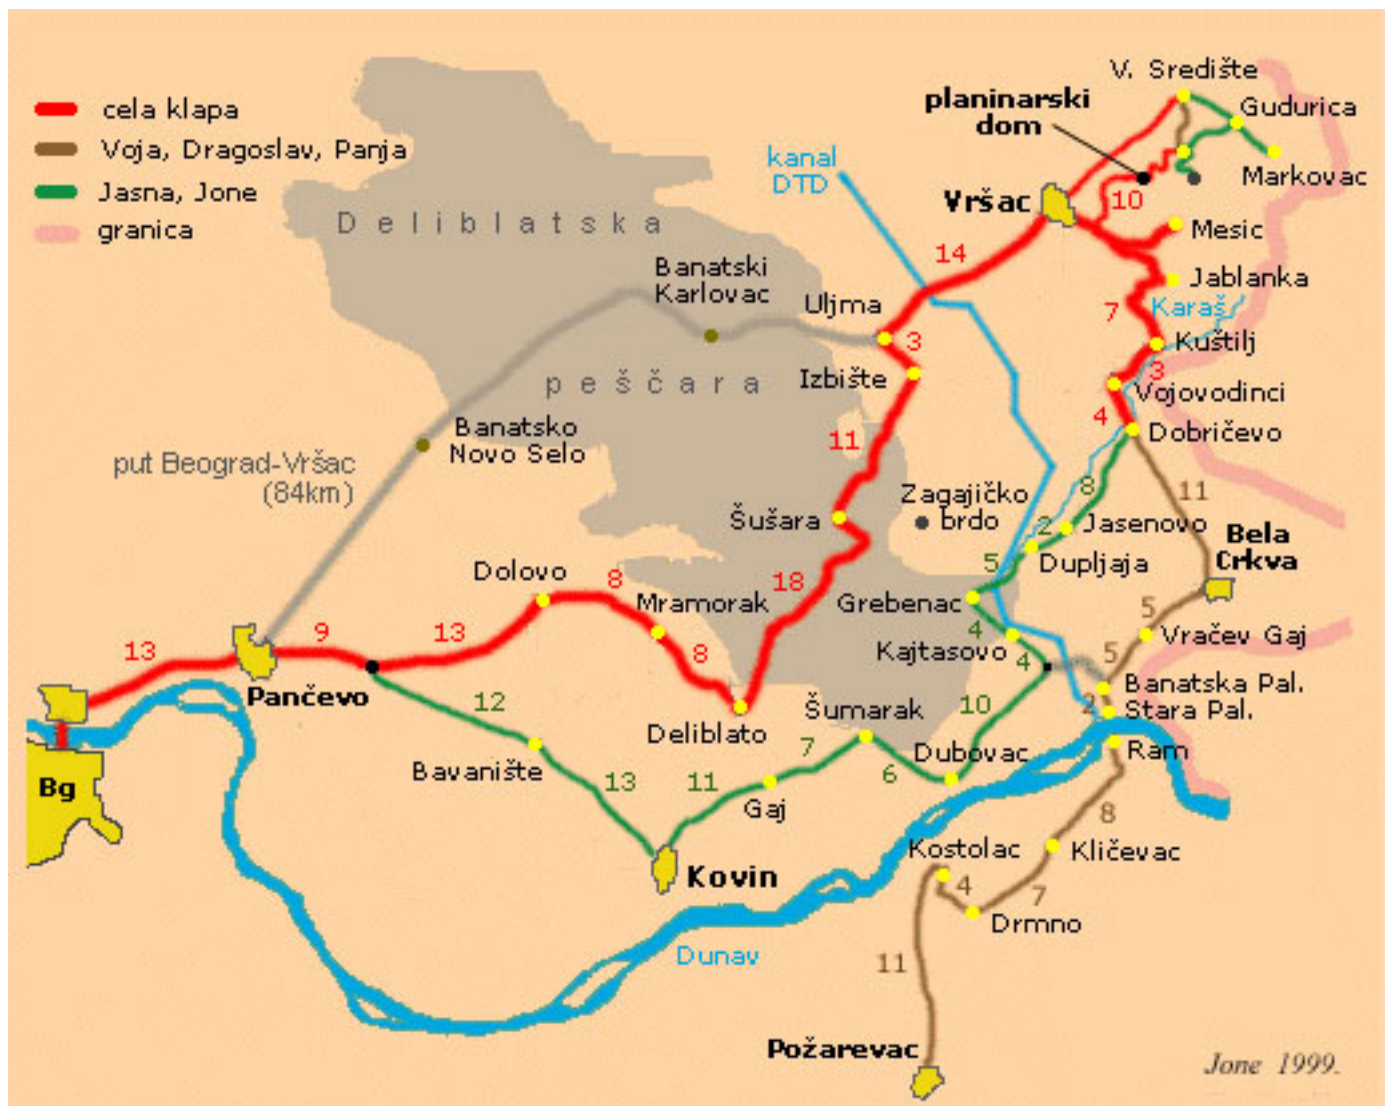 cela klapa
Voja, Dragoslav, Panja
Jasna, Jone
granica
V. Središte
planinarski
dom
Gudurica
Markovac
kanal
DTD
Vršac
10
Mesic
14
Deliblatska
Banatski
Karlovac
Uljma
Jablanka
7
Karaš
3
Kuštilj
Izbište
peščara
3
Vojovodinci
4
Dobričevo
Banatsko
Novo Selo
11
put Beograd-Vršac
(84km)
8
11
Zagajičko
brdo
Šušara
2
Jasenovo
Bela
Crkva
5
Dupljaja
Dolovo
8
18
Mramorak
Grebenac
4
5
Vračev Gaj
13
9
13
8
Kajtasovo
4
5
Pančevo
Banatska Pal.
12
Šumarak
10
2
Stara Pal.
Deliblato
Dubovac
Ram
Bavanište
13
11
7
6
Bg
Gaj
8
Kostolac
Kličevac
Kovin
4
7
Drmno
Dunav
11
Požarevac
Jone 1999.